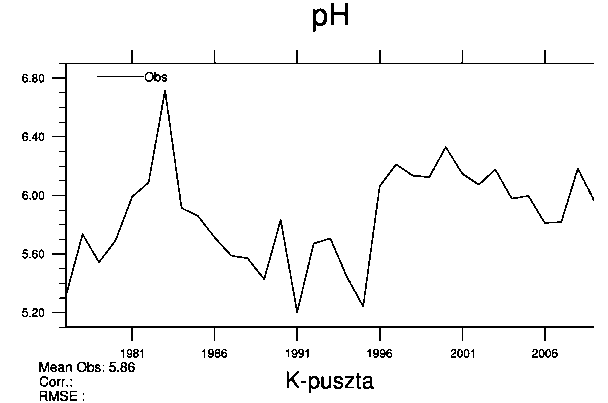 pH
Obs
6.80
6.40
6.00
5.60
5.20
1981 1986 1991 1996 2001 2006
Mean Obs: 5.86
Corr.:
RMSE :
K-puszta